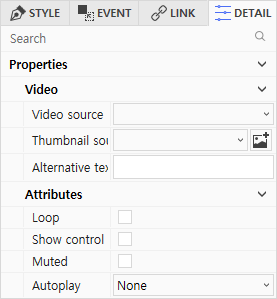 STYLE EVENT LINK DETAIL
Search
Properties
Video
Video source
Thumbnail sou
Alternative tex
Attributes
Loop
Show control
Muted
Autoplay None